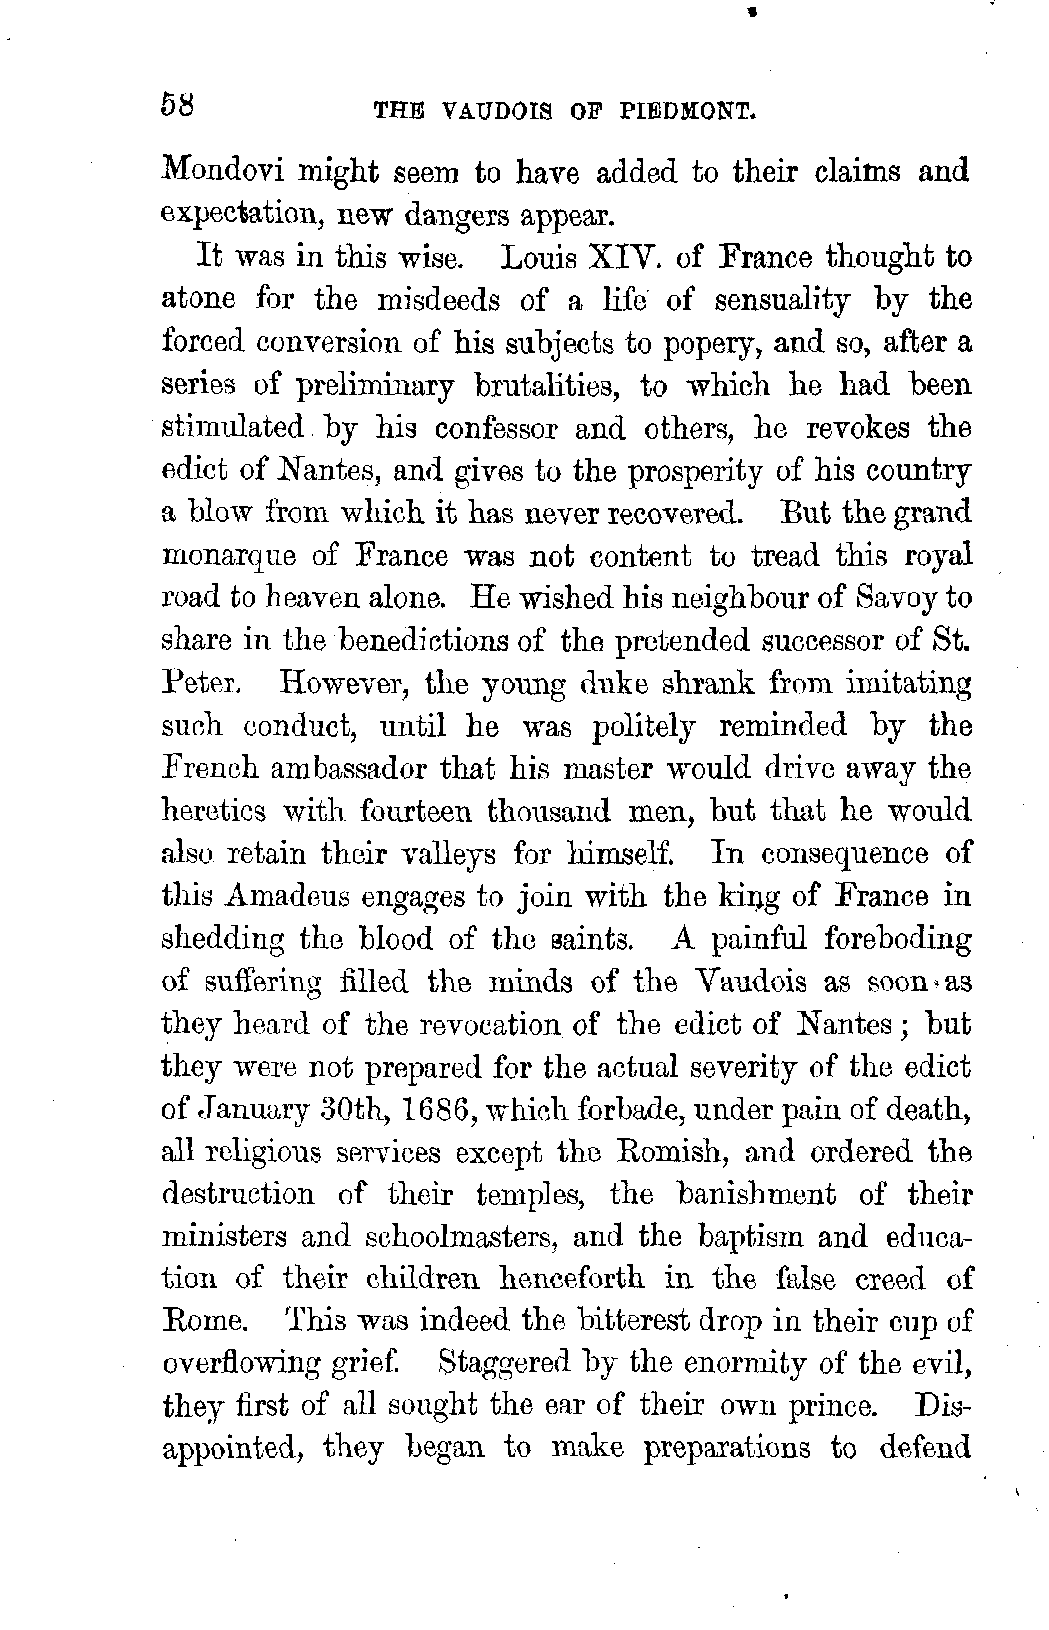 58 THE VAUDOIS OF PIEDMONT.
Mondovi might seem to have added to their claims and
expectation, new dangers appear.
It was in this wise. Louis XIV. of France thought to
atone for the misdeeds of a life of sensuality by the
forced conversion of his subjects to popery, and so, after a
series of preliminary brutalities, to which he had been
stimulated by his confessor and others, he revokes the
edict of Nantes, and gives to the prosperity of his country
a blow from which it has never recovered. But the grand
monarque of France was not content to tread this royal
road to heaven alone. He wished his neighbour of Savoy to
share in the benedictions of the pretended successor of St.
Peter. However, the young duke shrank from imitating
such conduct, until he was politely reminded by the
French ambassador that his master would drive away the
heretics with fourteen thousand men, but that he would
also retain their valleys for himself. In consequence of
this Amadeus engages to join with the king of France in
shedding the blood of the saints. A painful foreboding
of suffering filled the minds of the Vaudois as soon as
they heard of the revocation of the edict of Nantes; but
they were not prepared for the actual severity of the edict
of January 30th, 1686, which forbade, under pain of death,
all religious services except the Romish, and ordered the
destruction of their temples, the banishment of their
ministers and schoolmasters, and the baptism and educa-
tion of their children henceforth in the false creed of
Rome. This was indeed the bitterest drop in their cup of
overflowing grief. Staggered by the enormity of the evil,
they first of all sought the ear of their own prince. Dis-
appointed, they began to make preparations to defend